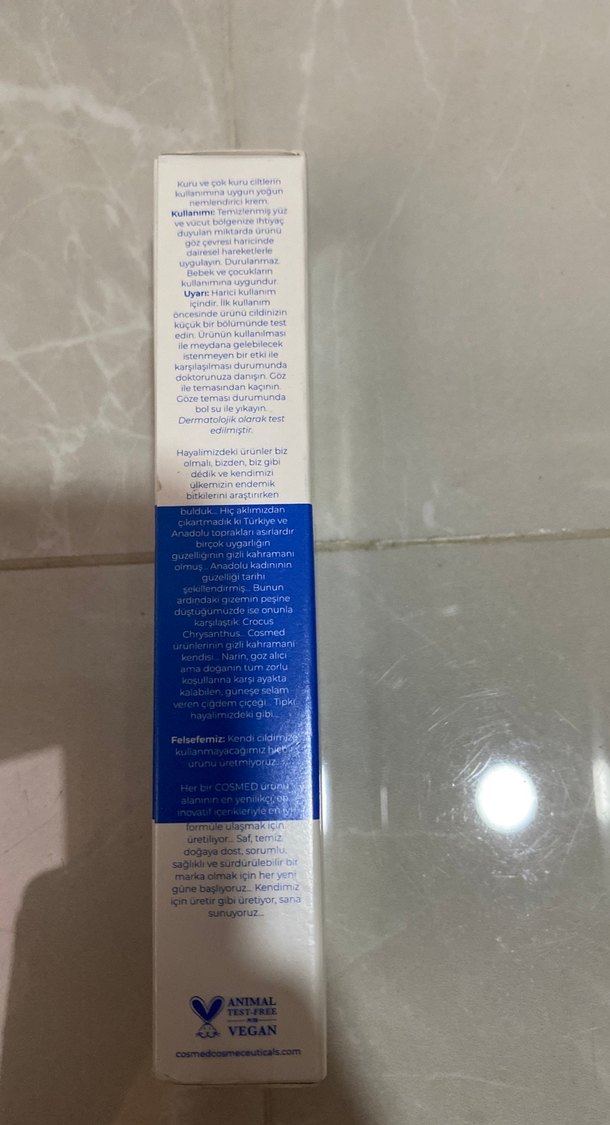 Kuru ve çok kuru ciltlerin
kullanımına uygun yoğun
nemlendirici krem.
Kullanımı: Temizlenmiş yüz
ve vücut bölgenize ihtiyaç
duyulan miktarda ürünü
göz çevresi haricinde
dairesel hareketlerle
uygulayın. Durulanmaz.
Bebek ve çocukların
kullanımına uygundur.
Uyarı: Harici kullanım
içindir. İlk kullanım
öncesinde ürünü cildinizin
küçük bir bölümünde test
edin. Ürünün kullanılması
ile meydana gelebilecek
istenmeyen bir etki ile
karşılaşılması durumunda
doktorunuza danışın. Göz
ile temasından kaçının.
Göze teması durumunda
bol su ile yıkayın.
Dermatolojik olarak test
edilmiştir.
Hayalimizdeki ürünler biz
olmalı, bizden, biz gibi
dedik ve kendimizi
ülkemizin endemik
bitkilerini araştırırken
bulduk... Hiç aklımızdan
çıkartmadık ki Türkiye ve
Anadolu toprakları asırlardır
birçok uygarlığın
güzelliğinin gizli kahramanı
olmuş... Anadolu kadınının
güzelliği tarihi
şekillendirmiş... Bunun
ardındaki gizemin peşine
düştüğümüzde ise onunla
karşılaştık: Crocus
Chrysanthus... Cosmed
ürünlerinin gizli kahramanı
kendisi... Narin, göz alıcı
ama doğanın tüm zorlu
koşullarına karşı ayakta
kalabilen, güneşe selam
veren çiğdem çiçeği... Tıpkı
hayalimizdeki gibi...
Felsefemiz: Kendi cildimize
kullanmayacağımız hiçbir
ürünü üretmiyoruz...
Her bir COSMED ürünü
alanının en yenilikçi, en
inovatif içerikleriyle en iyi
formüle ulaşmak için
üretiliyor... Saf, temiz,
doğaya dost, sorumlu,
sağlıklı ve sürdürülebilir bir
marka olmak için her yeni
güne başlıyoruz... Kendimiz
için üretir gibi üretiyor, sana
sunuyoruz...
ANIMAL
TEST-FREE
VEGAN
cosmedcosmeceuticals.com